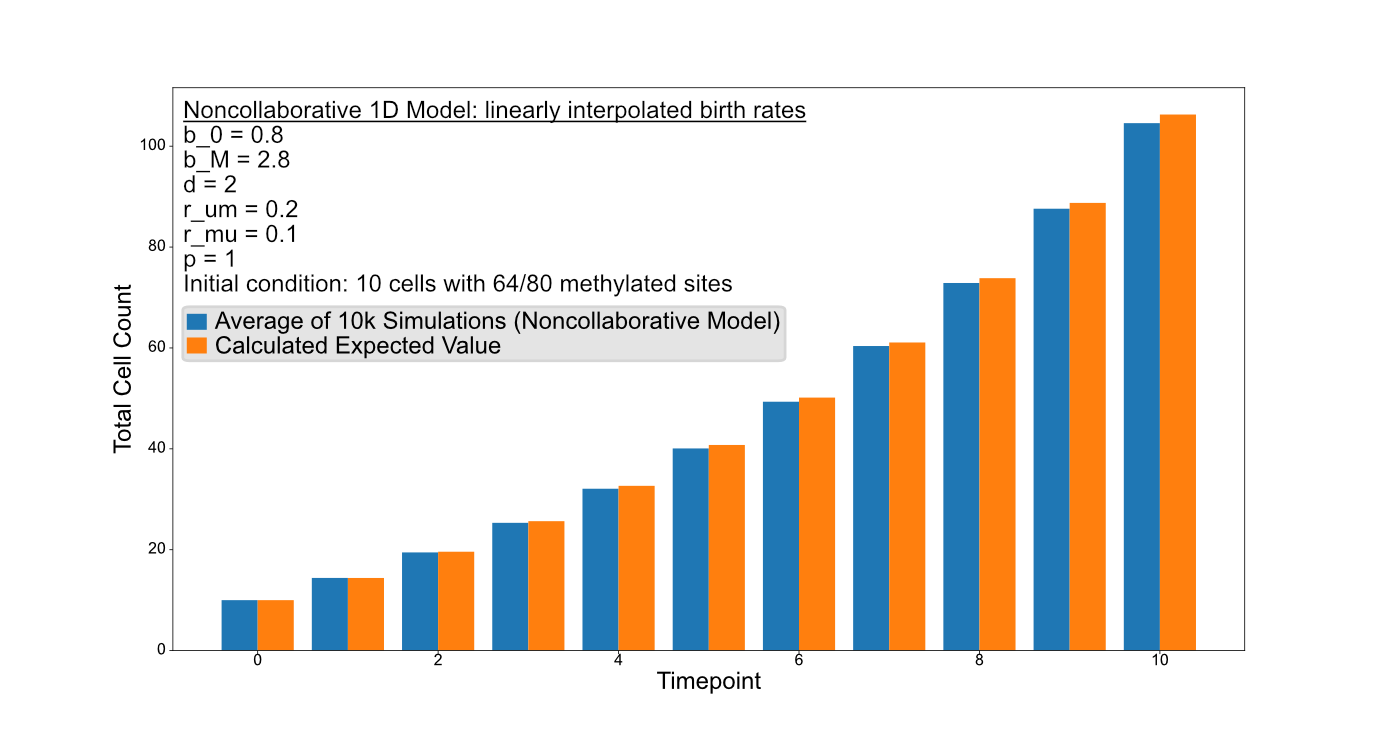 Noncollaborative 1D Model: linearly interpolated birth rates
b_0 = 0.8
b_M = 2.8
d = 2
r_um = 0.2
r_mu = 0.1
p = 1
Initial condition: 10 cells with 64/80 methylated sites
Average of 10k Simulations (Noncollaborative Model)
Calculated Expected Value
Total Cell Count
100
80
60
40
20
0
0 2 4 6 8 10
Timepoint